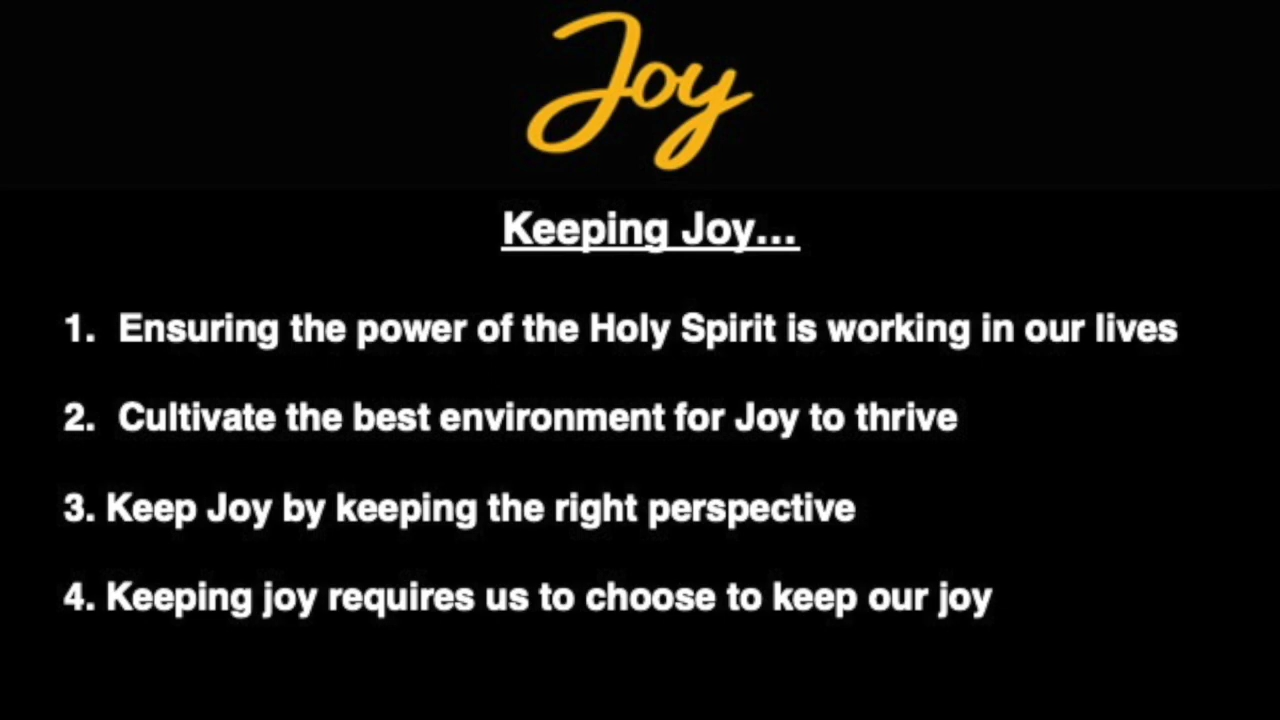 Joy
Keeping Joy...
1. Ensuring the power of the Holy Spirit is working in our lives
2. Cultivate the best environment for Joy to thrive
3. Keep Joy by keeping the right perspective
4. Keeping joy requires us to choose to keep our joy